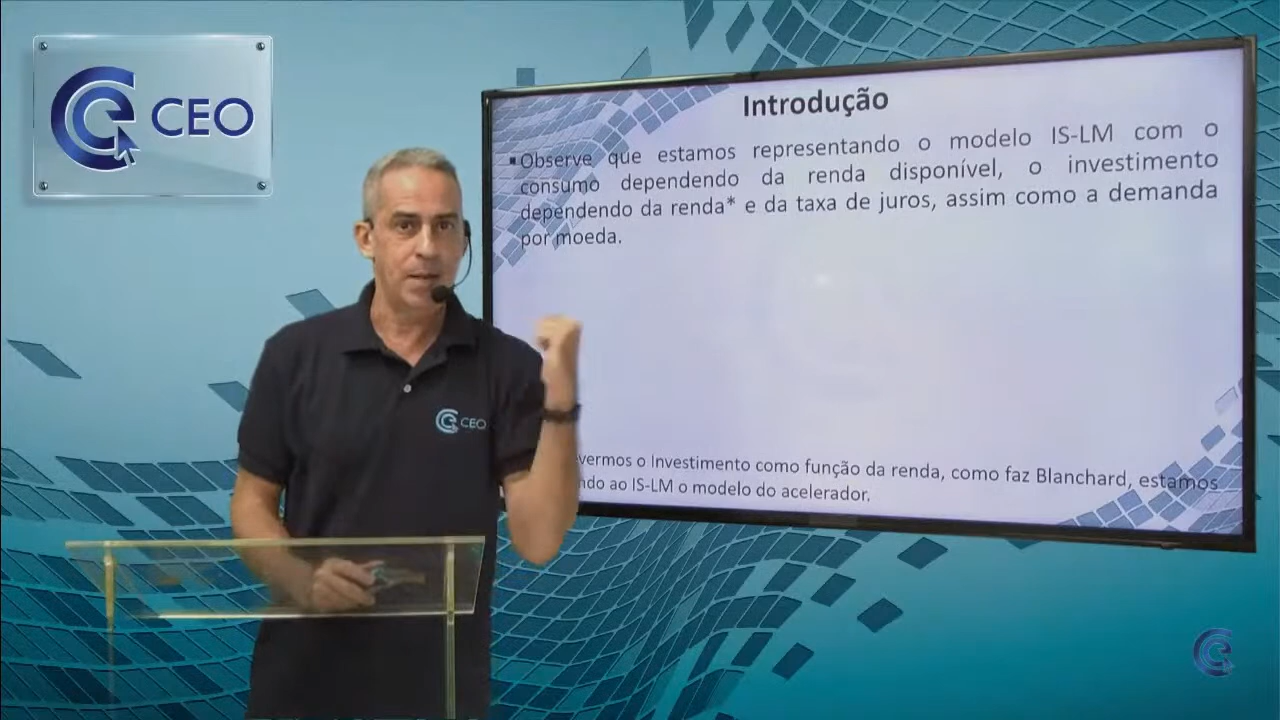 CEO
Introdução
▪Observe que estamos representando o modelo IS-LM com o
consumo dependendo da renda disponível, o investimento
dependendo da renda* e da taxa de juros, assim como a demanda
por moeda.
CEO
o Investimento como função da renda, como faz Blanchard, estamos
ao IS-LM o modelo do acelerador.